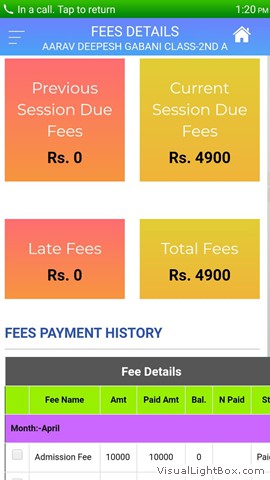 In a call. Tap to return 1:20 PM
FEES DETAILS
AARAV DEEPESH GABANI CLASS-2ND A
Previous
Session Due
Fees
Rs. 0
Current
Session Due
Fees
Rs. 4900
Late Fees
Rs. 0
Total Fees
Rs. 4900
FEES PAYMENT HISTORY
Fee Details
Fee Name Amt Paid Amt Bal. N Paid St
Month:-April
Admission Fee 10000 10000 0 Paid
VisualLightBox.com